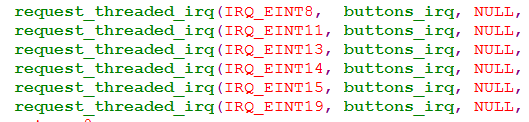 request_threaded_irq(IRQ_EINT8,  buttons_irq, NULL,
request_threaded_irq(IRQ_EINT11, buttons_irq, NULL,
request_threaded_irq(IRQ_EINT13, buttons_irq, NULL,
request_threaded_irq(IRQ_EINT14, buttons_irq, NULL,
request_threaded_irq(IRQ_EINT15, buttons_irq, NULL,
request_threaded_irq(IRQ_EINT19, buttons_irq, NULL,